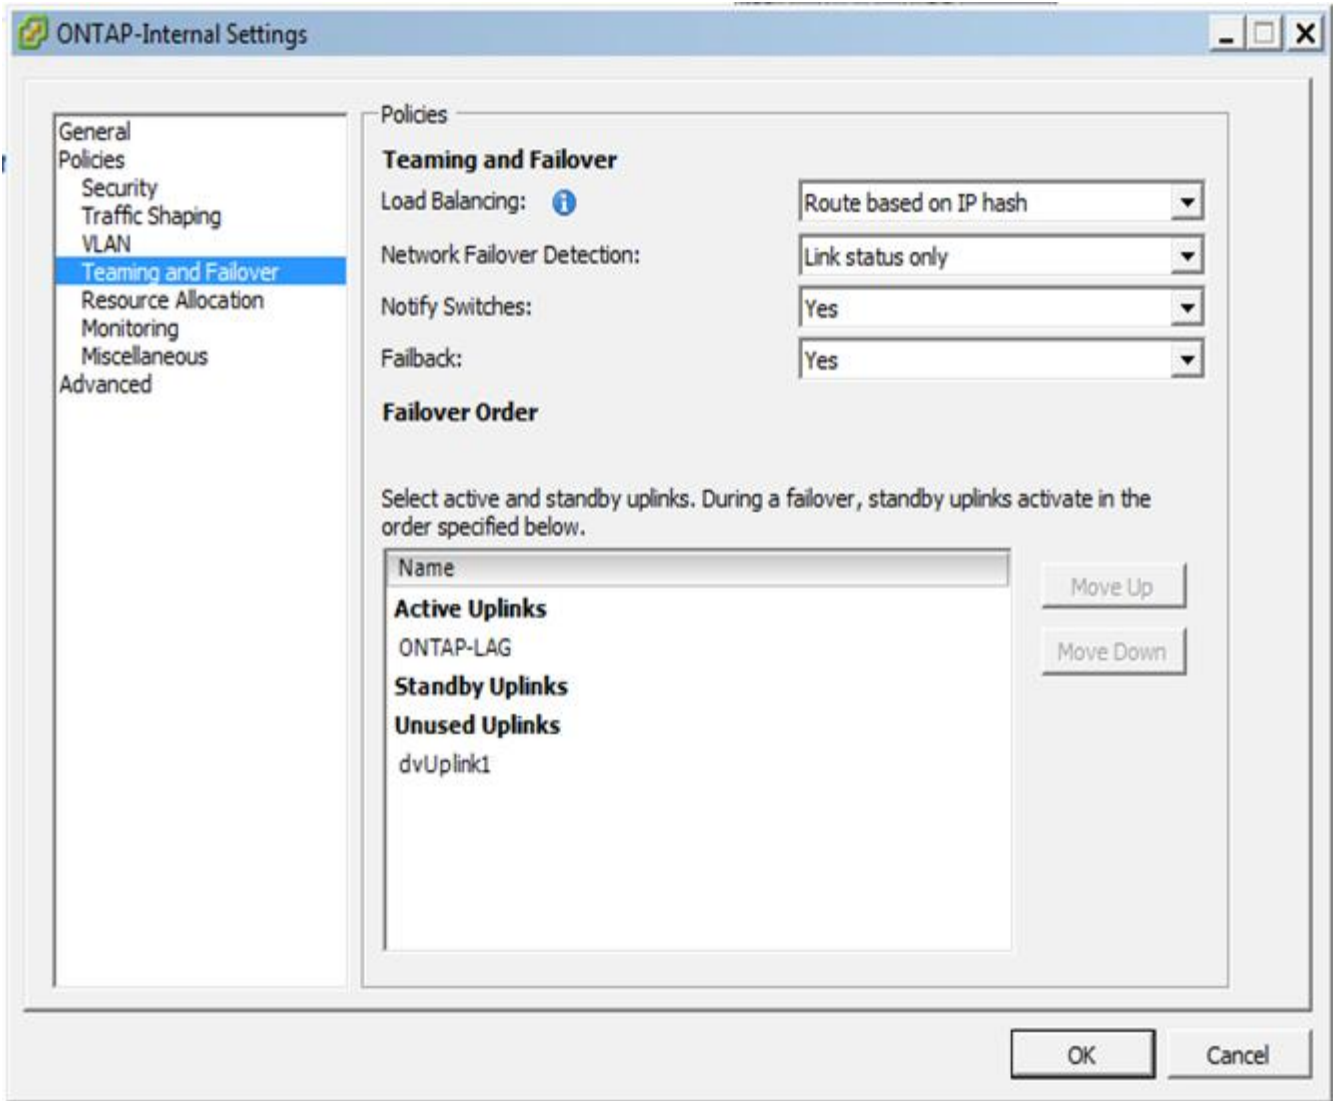 ONTAP-Internal Settings
General
Policies
Security
Traffic Shaping
VLAN
Teaming and Failover
Resource Allocation
Monitoring
Miscellaneous
Advanced
Policies
Teaming and Failover
Load Balancing: Route based on IP hash
Network Failover Detection: Link status only
Notify Switches: Yes
Failback: Yes
Failover Order
Select active and standby uplinks. During a failover, standby uplinks activate in the
order specified below.
Name
Active Uplinks
ONTAP-LAG
Standby Uplinks
Unused Uplinks
dvUplink1
Move Up
Move Down
OK Cancel